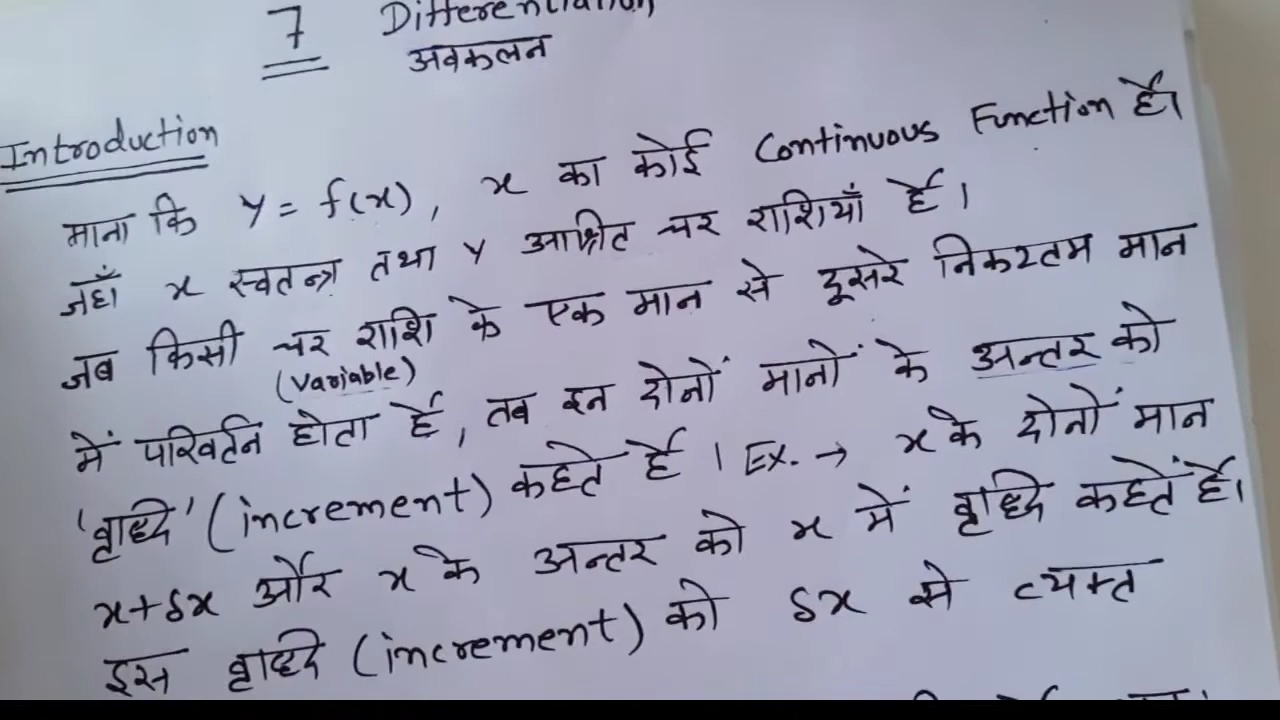 7 Differentiation
अवकलन
Introduction
माना कि y = f(x), x का कोई Continuous Function है।
जहाँ x स्वतन्त्र तथा y आश्रित चर राशियाँ हैं।
जब किसी चर राशि के एक मान से दूसरे निकटतम मान
(Variable)
में परिवर्तन होता है, तब इन दोनों मानों के अन्तर को
'वृद्धि' (increment) कहते हैं। Ex. → x के दोनों मान
x+δx और x के अन्तर को x में वृद्धि कहतें हैं।
इस वृद्धि (increment) को δx से व्यक्त